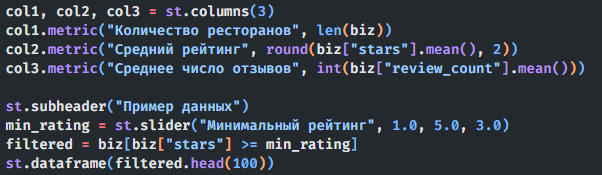 col1, col2, col3 = st.columns(3)
col1.metric("Количество ресторанов", len(biz))
col2.metric("Средний рейтинг", round(biz["stars"].mean(), 2))
col3.metric("Среднее число отзывов", int(biz["review_count"].mean()))
st.subheader("Пример данных")
min_rating = st.slider("Минимальный рейтинг", 1.0, 5.0, 3.0)
filtered = biz[biz["stars"] >= min_rating]
st.dataframe(filtered.head(100))